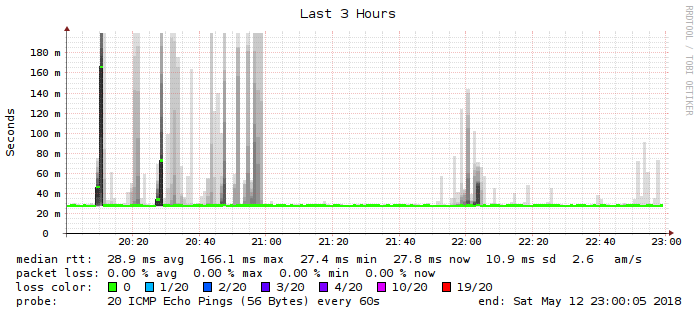 Last 3 Hours
RRDTOOL / TOBI OETIKER
Seconds
180 m
160 m
140 m
120 m
100 m
80 m
60 m
40 m
20 m
0
20:20 20:40 21:00 21:20 21:40 22:00 22:20 22:40 23:00
median rtt: 28.9 ms avg 166.1 ms max 27.4 ms min 27.8 ms now 10.9 ms sd 2.6 am/s
packet loss: 0.00 % avg 0.00 % max 0.00 % min 0.00 % now
loss color: 0 1/20 2/20 3/20 4/20 10/20 19/20
probe: 20 ICMP Echo Pings (56 Bytes) every 60s end: Sat May 12 23:00:05 2018